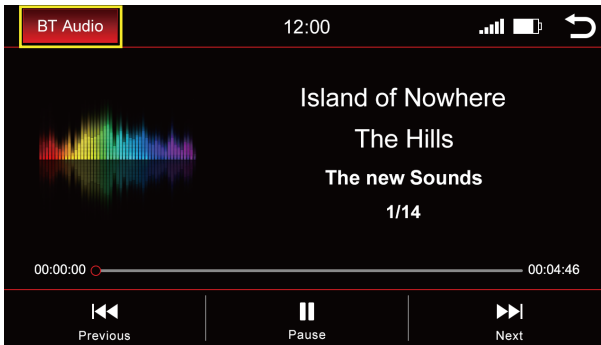 BT Audio 12:00
Island of Nowhere
The Hills
The new Sounds
1/14
00:00:00 00:04:46
Previous Pause Next